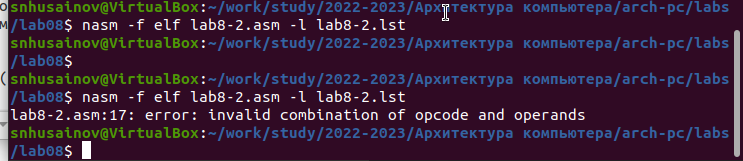 snhusainov@VirtualBox:~/work/study/2022-2023/Архитектура компьютера/arch-pc/labs
/lab08$ nasm -f elf lab8-2.asm -l lab8-2.lst
snhusainov@VirtualBox:~/work/study/2022-2023/Архитектура компьютера/arch-pc/labs
/lab08$
snhusainov@VirtualBox:~/work/study/2022-2023/Архитектура компьютера/arch-pc/labs
/lab08$ nasm -f elf lab8-2.asm -l lab8-2.lst
lab8-2.asm:17: error: invalid combination of opcode and operands
snhusainov@VirtualBox:~/work/study/2022-2023/Архитектура компьютера/arch-pc/labs
/lab08$